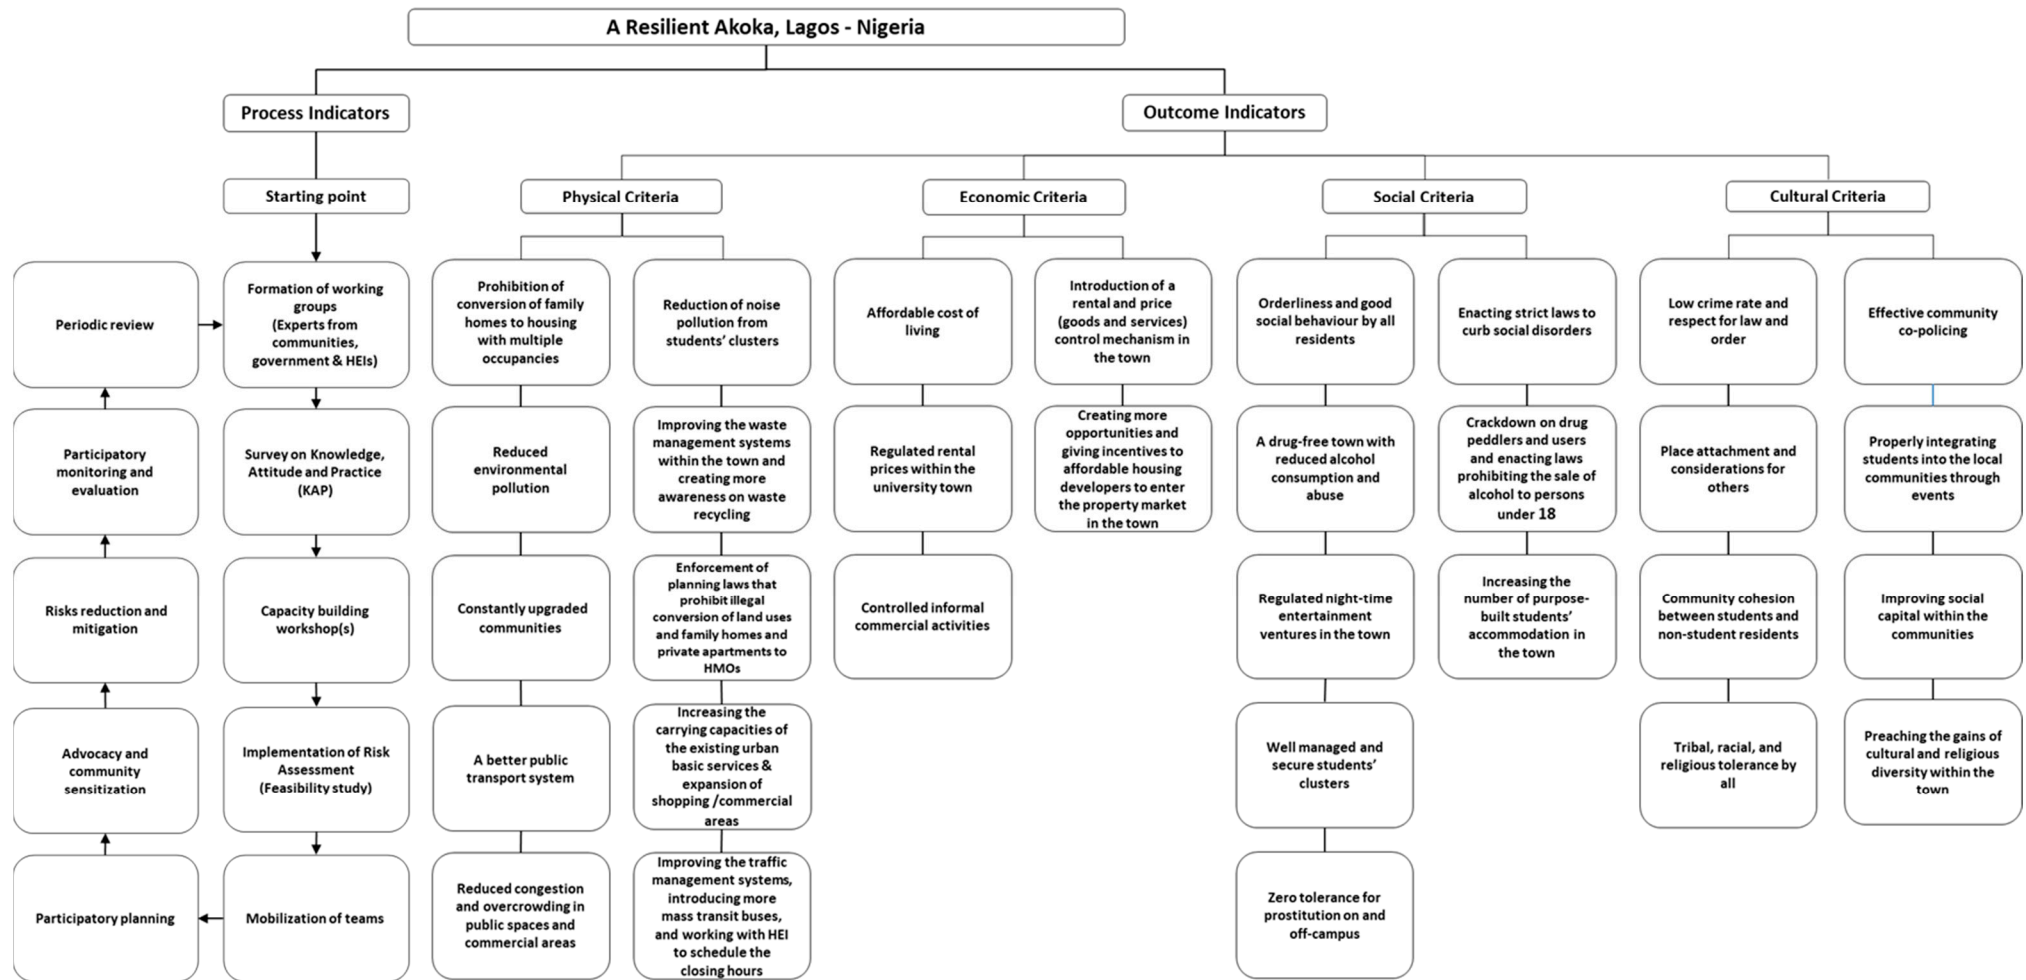 A Resilient Akoka, Lagos - Nigeria
Process Indicators
Outcome Indicators
Starting point
Physical Criteria
Economic Criteria
Social Criteria
Cultural Criteria
Periodic review
Formation of working
groups
(Experts from
communities,
government & HEIs)
Prohibition of
conversion of family
homes to housing
with multiple
occupancies
Reduction of noise
pollution from
students' clusters
Affordable cost of
living
Introduction of a
rental and price
(goods and services)
control mechanism in
the town
Orderliness and good
social behaviour by all
residents
Enacting strict laws to
curb social disorders
Low crime rate and
respect for law and
order
Effective community
co-policing
Participatory
monitoring and
evaluation
Survey on Knowledge,
Attitude and Practice
(KAP)
Reduced
environmental
pollution
Improving the waste
management systems
within the town and
creating more
awareness on waste
recycling
Regulated rental
prices within the
university town
Creating more
opportunities and
giving incentives to
affordable housing
developers to enter
the property market
in the town
A drug-free town with
reduced alcohol
consumption and
abuse
Crackdown on drug
peddlers and users
and enacting laws
prohibiting the sale of
alcohol to persons
under 18
Place attachment and
considerations for
others
Properly integrating
students into the local
communities through
events
Risks reduction and
mitigation
Capacity building
workshop(s)
Constantly upgraded
communities
Enforcement of
planning laws that
prohibit illegal
conversion of land uses
and family homes and
private apartments to
HMOs
Controlled informal
commercial activities
Regulated night-time
entertainment
ventures in the town
Increasing the
number of purpose-
built students'
accommodation in
the town
Community cohesion
between students and
non-student residents
Improving social
capital within the
communities
Advocacy and
community
sensitization
Implementation of Risk
Assessment
(Feasibility study)
A better public
transport system
Increasing the
carrying capacities of
the existing urban
basic services &
expansion of
shopping /commercial
areas
Well managed and
secure students'
clusters
Tribal, racial, and
religious tolerance by
all
Preaching the gains of
cultural and religious
diversity within the
town
Participatory planning
Mobilization of teams
Reduced congestion
and overcrowding in
public spaces and
commercial areas
Improving the traffic
management systems,
introducing more
mass transit buses,
and working with HEI
to schedule the
closing hours
Zero tolerance for
prostitution on and
off-campus